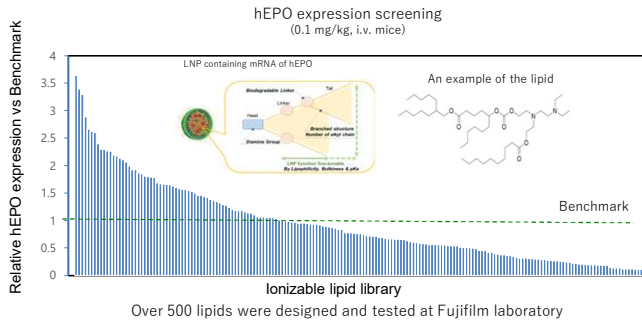 hEPO expression screening
(0.1 mg/kg, i.v. mice)
Relative hEPO expression vs Benchmark
4
3.5
3
2.5
2
1.5
1
0.5
0
LNP containing mRNA of hEPO
Biodegradable Linker
Tail
Linker
Head
Branched structure
Number of alkyl chain
Diamine Group
LNP function fine-tunable
By Lipophilicity, Bulkiness & pKa
An example of the lipid
Benchmark
Ionizable lipid library
Over 500 lipids were designed and tested at Fujifilm laboratory